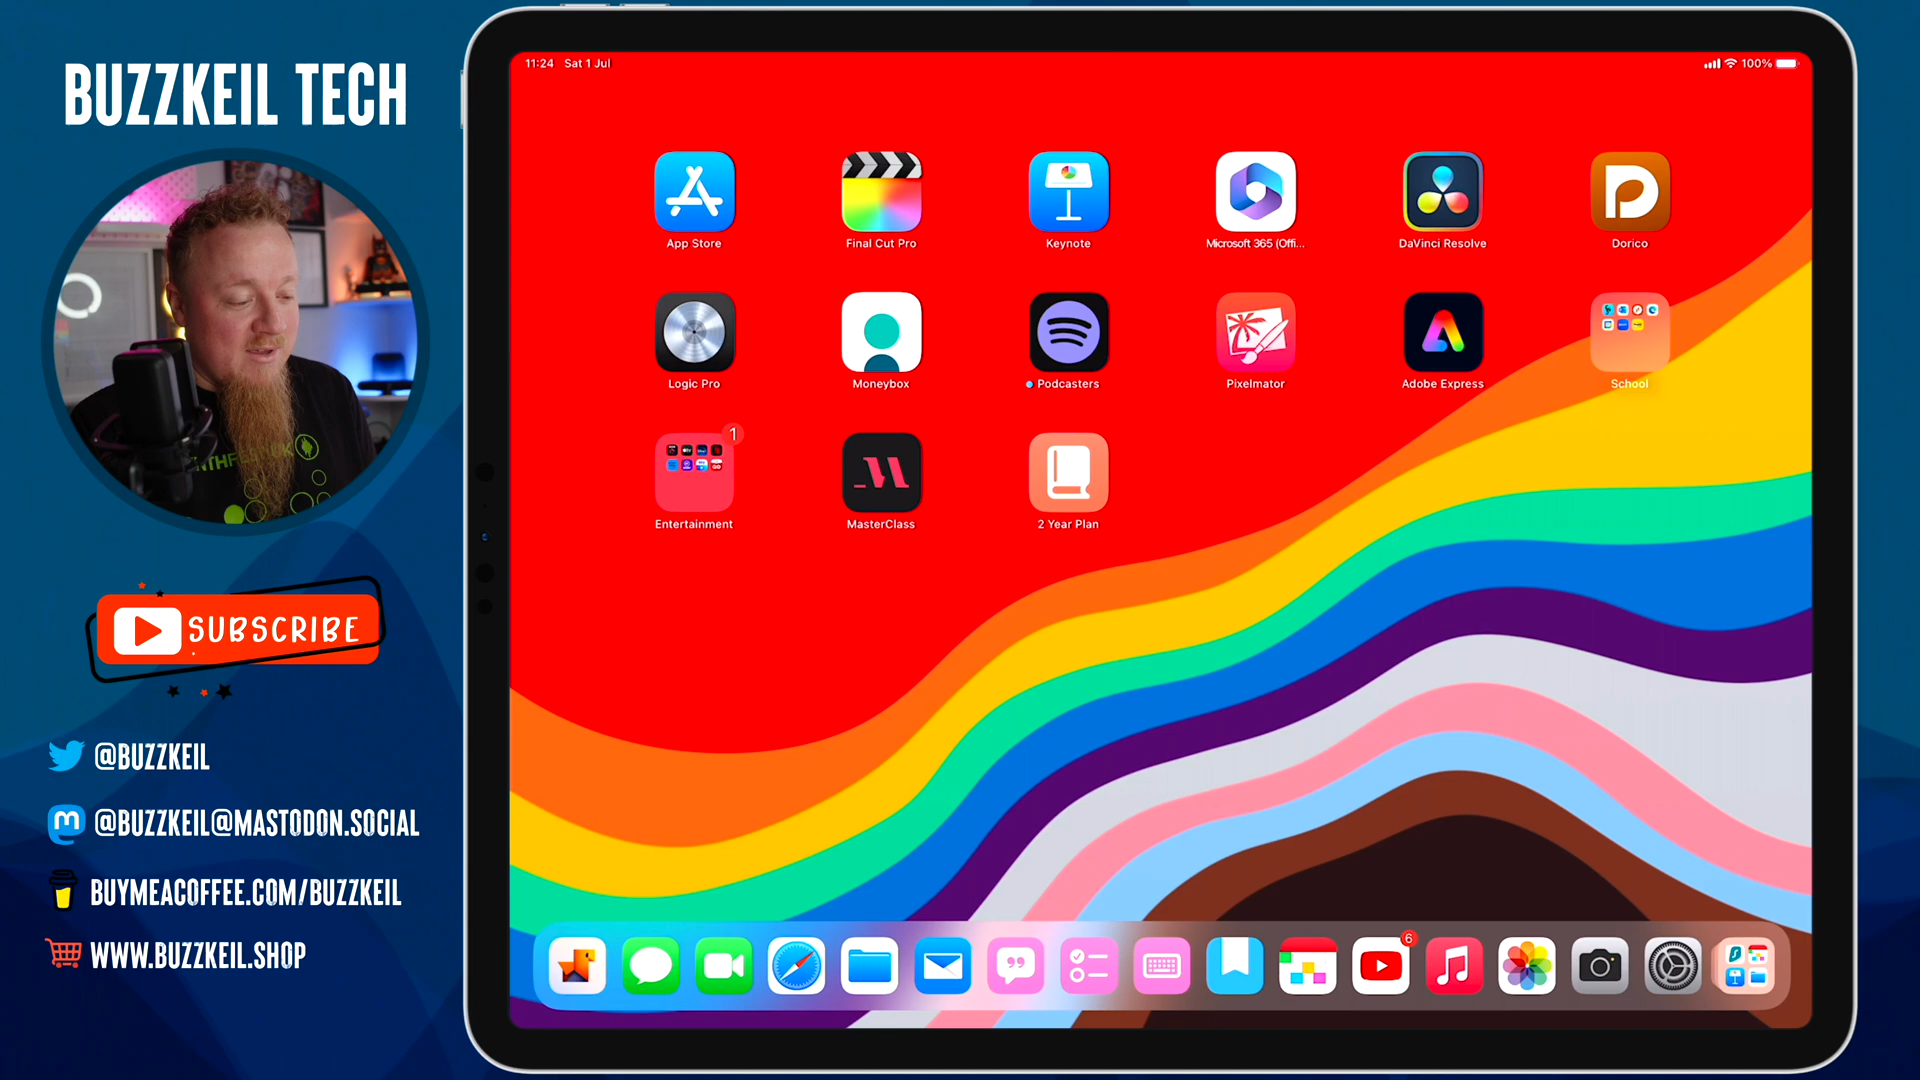 BUZZKEIL TECH
SUBSCRIBE
@BUZZKEIL
@BUZZKEIL@MASTODON.SOCIAL
BUYMEACOFFEE.COM/BUZZKEIL
WWW.BUZZKEIL.SHOP
11:24 Sat 1 Jul
100%
App Store
Final Cut Pro
Keynote
Microsoft 365 (Offi...
DaVinci Resolve
Dorico
Logic Pro
Moneybox
Podcasters
Pixelmator
Adobe Express
School
1
Entertainment
MasterClass
2 Year Plan
6